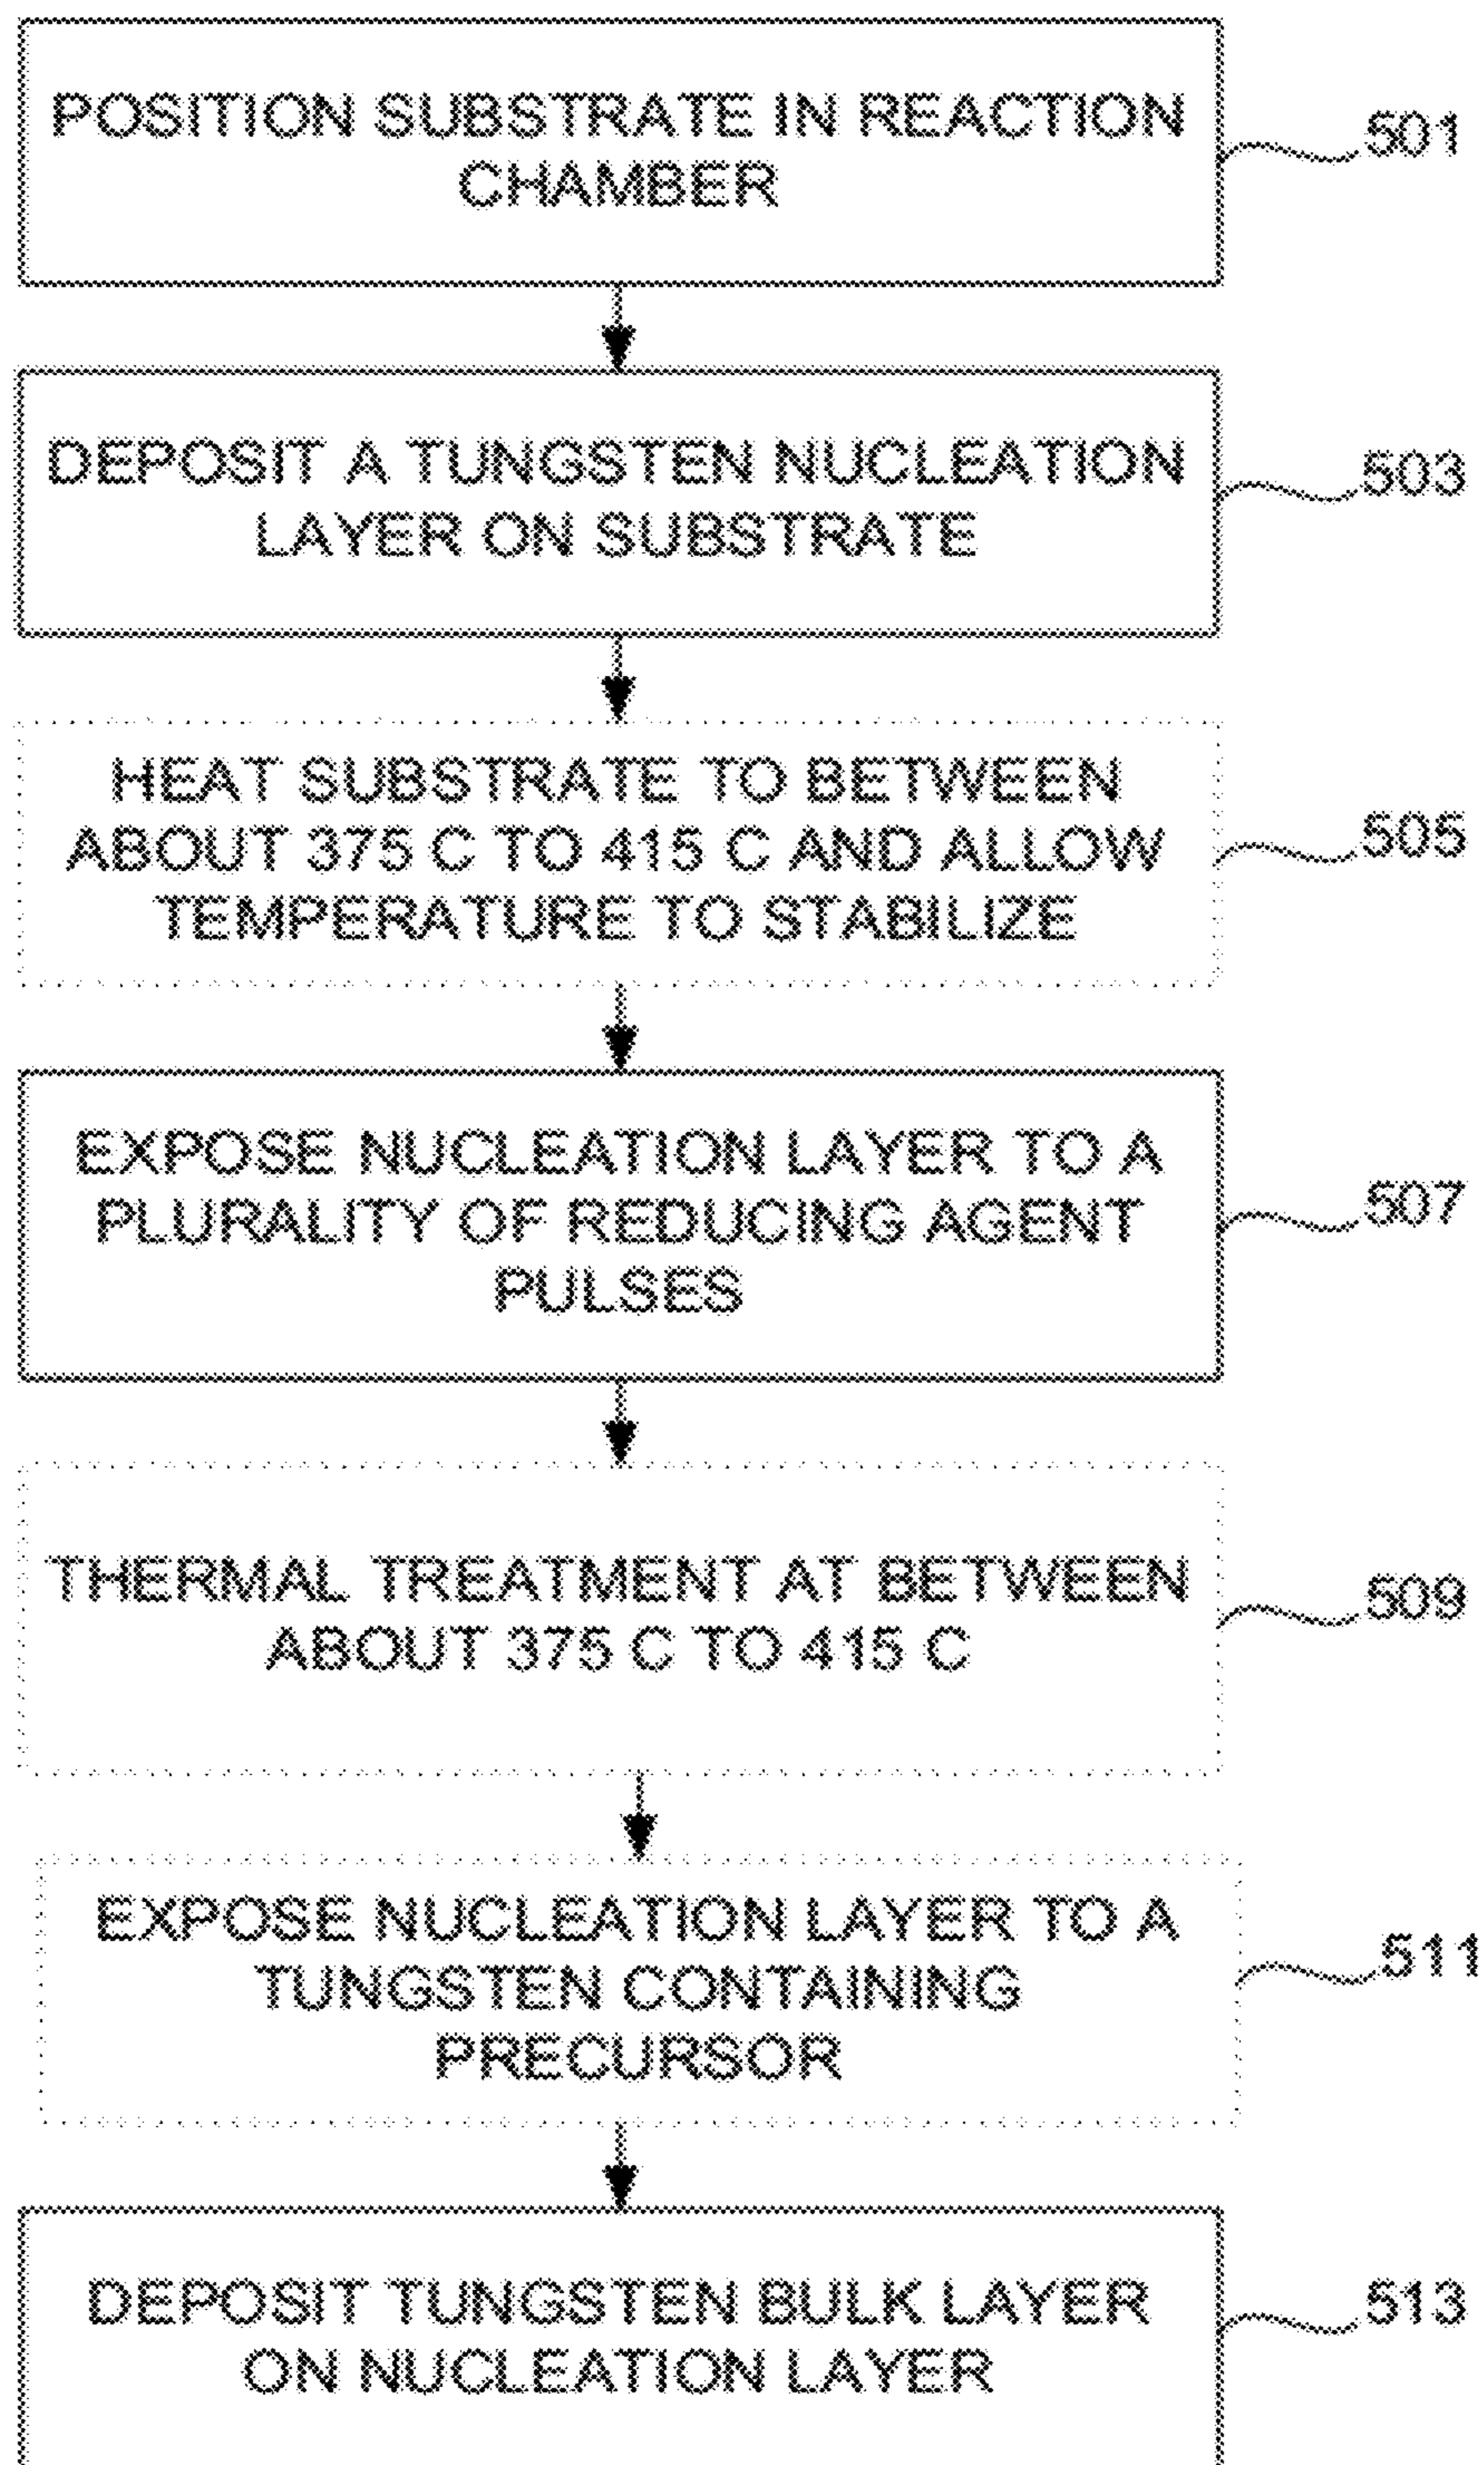 POSITION SUBSTRATE IN REACTION
CHAMBER
501
DEPOSIT A TUNGSTEN NUCLEATION
LAYER ON SUBSTRATE
503
HEAT SUBSTRATE TO BETWEEN
ABOUT 375 C TO 415 C AND ALLOW
TEMPERATURE TO STABILIZE
505
EXPOSE NUCLEATION LAYER TO A
PLURALITY OF REDUCING AGENT
PULSES
507
THERMAL TREATMENT AT BETWEEN
ABOUT 375 C TO 415 C
509
EXPOSE NUCLEATION LAYER TO A
TUNGSTEN CONTAINING
PRECURSOR
511
DEPOSIT TUNGSTEN BULK LAYER
ON NUCLEATION LAYER
513